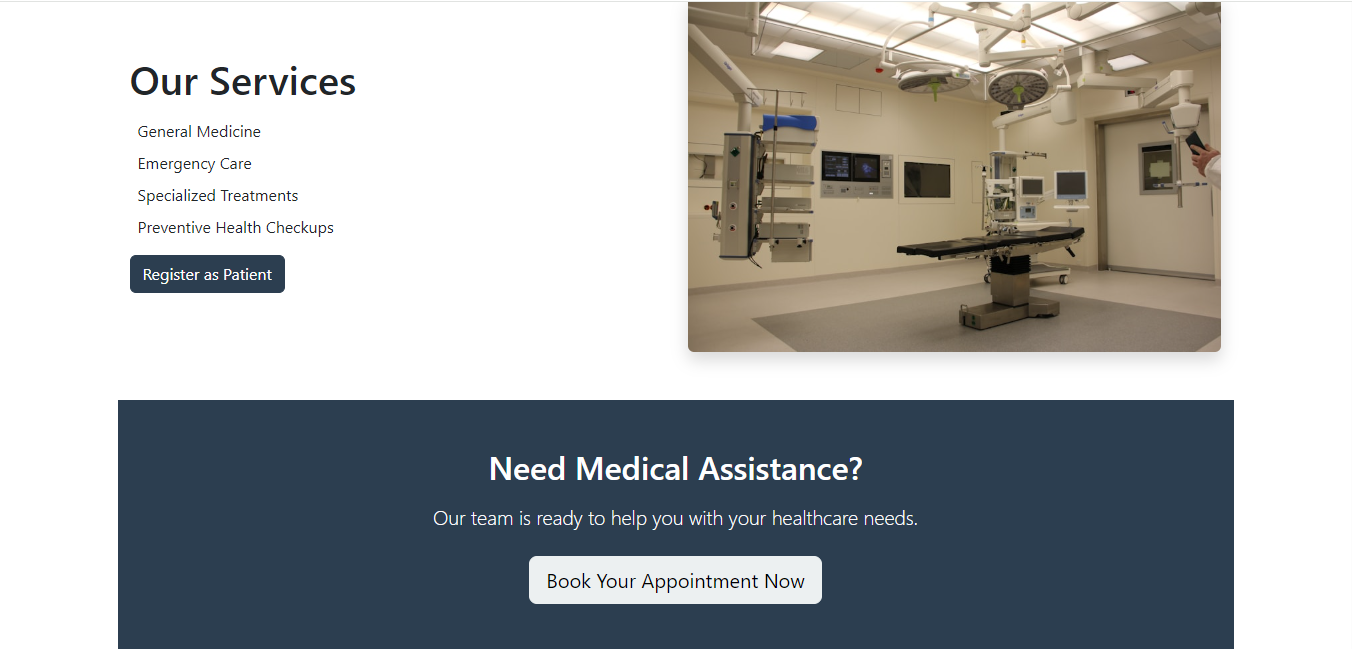 Our Services
General Medicine
Emergency Care
Specialized Treatments
Preventive Health Checkups
Register as Patient
Need Medical Assistance?
Our team is ready to help you with your healthcare needs.
Book Your Appointment Now